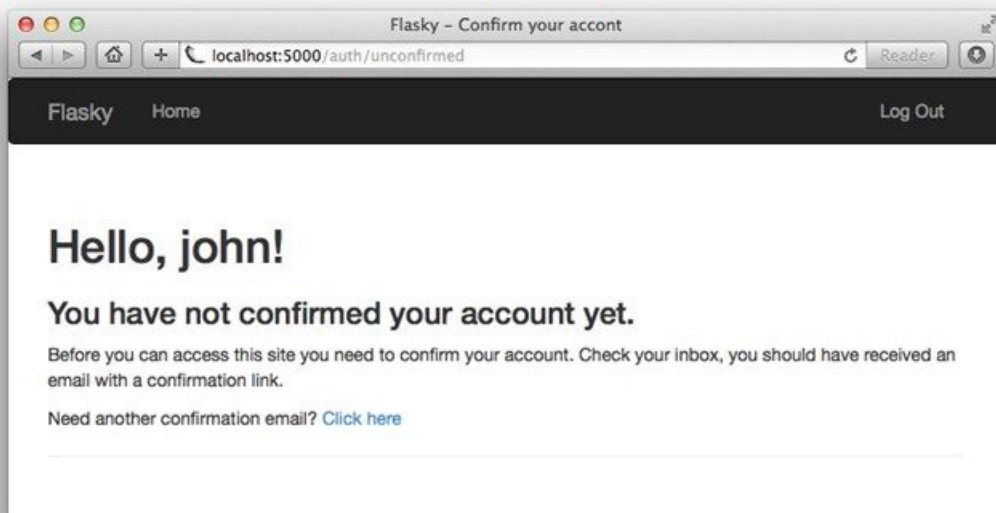 Flasky – Confirm your accont
+ localhost:5000/auth/unconfirmed Reader
Flasky Home Log Out
Hello, john!
You have not confirmed your account yet.
Before you can access this site you need to confirm your account. Check your inbox, you should have received an
email with a confirmation link.
Need another confirmation email? Click here